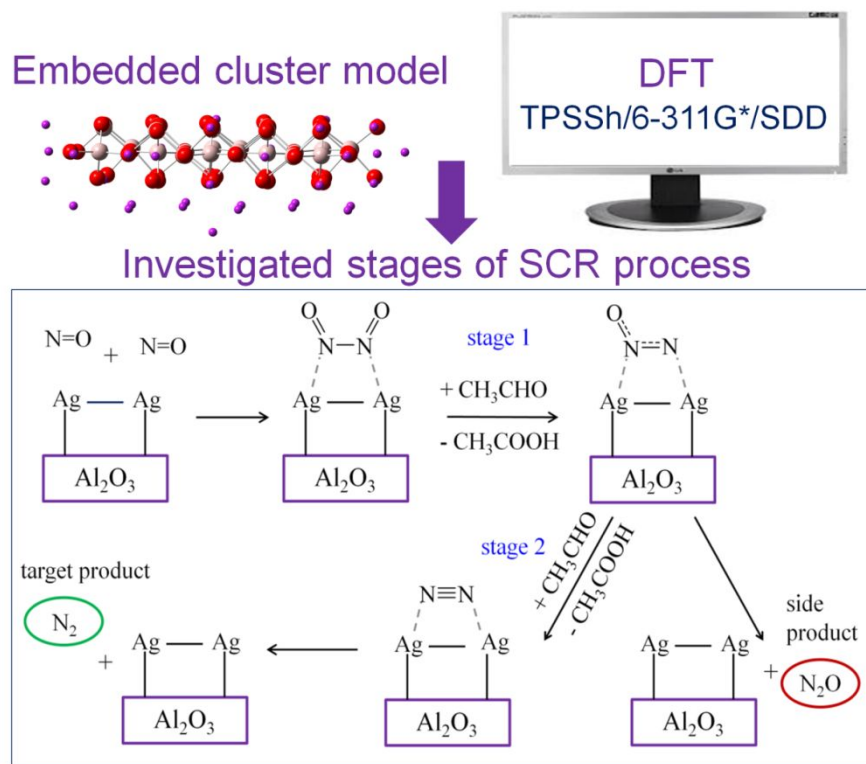 Embedded cluster model
DFT
TPSSh/6-311G*/SDD
LG
Investigated stages of SCR process
N=O + N=O
Ag — Ag
Al₂O₃
O O
N—N
Ag — Ag
Al₂O₃
stage 1
+ CH₃CHO
- CH₃COOH
O
N=N
Ag — Ag
Al₂O₃
stage 2
+ CH₃CHO
- CH₃COOH
target product
N₂
+
Ag — Ag
Al₂O₃
N≡N
Ag — Ag
Al₂O₃
side
product
Ag — Ag
Al₂O₃
+ N₂O